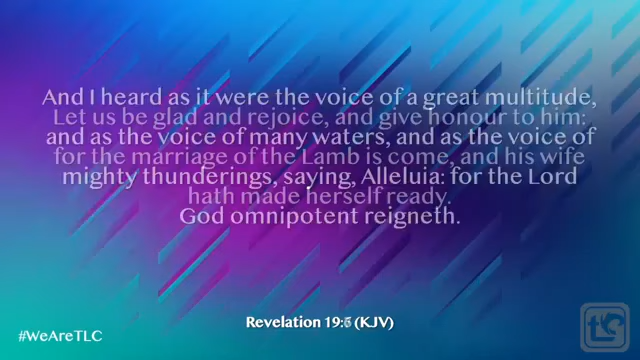 And I heard as it were the voice of a great multitude,
Let us be glad and rejoice, and give honour to him:
and as the voice of many waters, and as the voice of
for the marriage of the Lamb is come, and his wife
mighty thunderings, saying, Alleluia: for the Lord
hath made herself ready.
God omnipotent reigneth.
Revelation (KJV)
#WeAreTLC